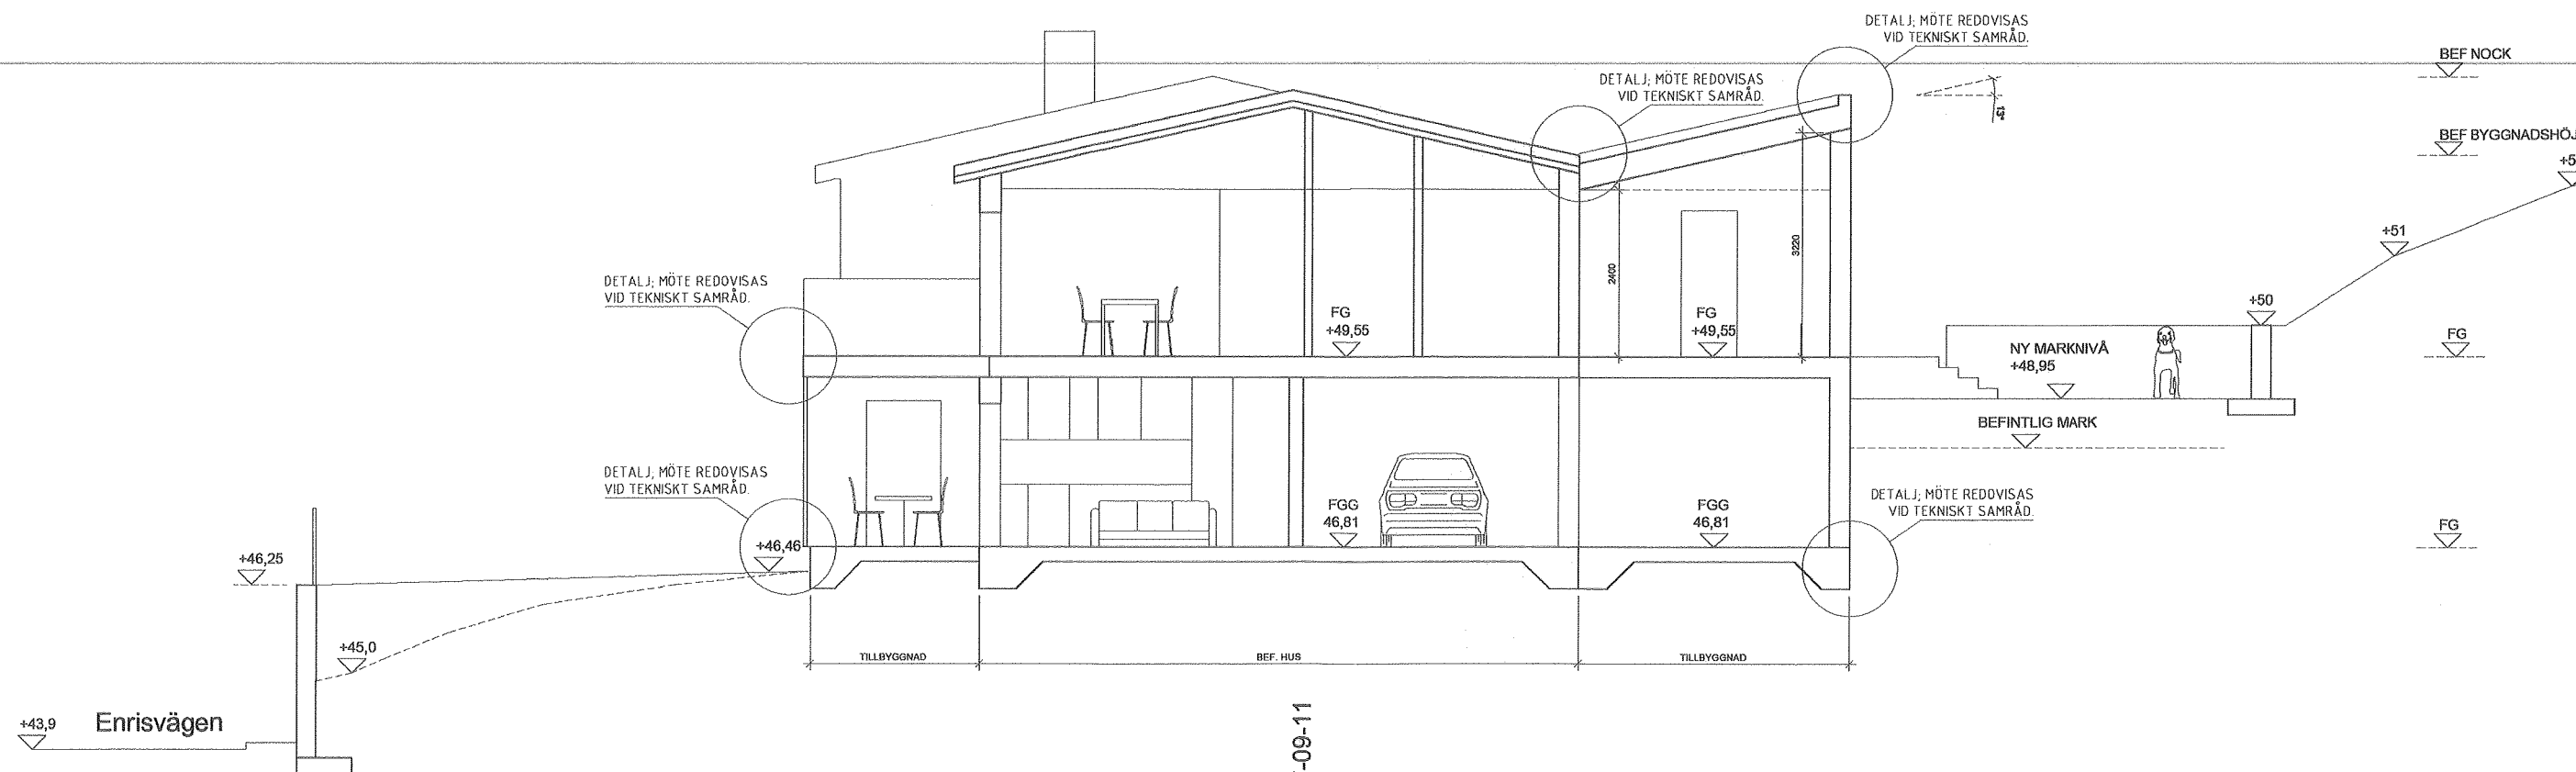 DETALJ; MÖTE REDOVISAS
VID TEKNISKT SAMRÅD.
BEF NOCK
DETALJ; MÖTE REDOVISAS
VID TEKNISKT SAMRÅD.
BEF BYGGNADSHÖJ
+51
DETALJ; MÖTE REDOVISAS
VID TEKNISKT SAMRÅD.
2400
3220
FG
+49,55
FG
+49,55
+50
NY MARKNIVÅ
+48,95
FG
BEFINTLIG MARK
DETALJ; MÖTE REDOVISAS
VID TEKNISKT SAMRÅD.
FGG
46,81
FGG
46,81
DETALJ; MÖTE REDOVISAS
VID TEKNISKT SAMRÅD.
FG
+46,25
+46,46
+45,0
TILLBYGGNAD
BEF. HUS
TILLBYGGNAD
+43,9
Enrisvägen
-09-11